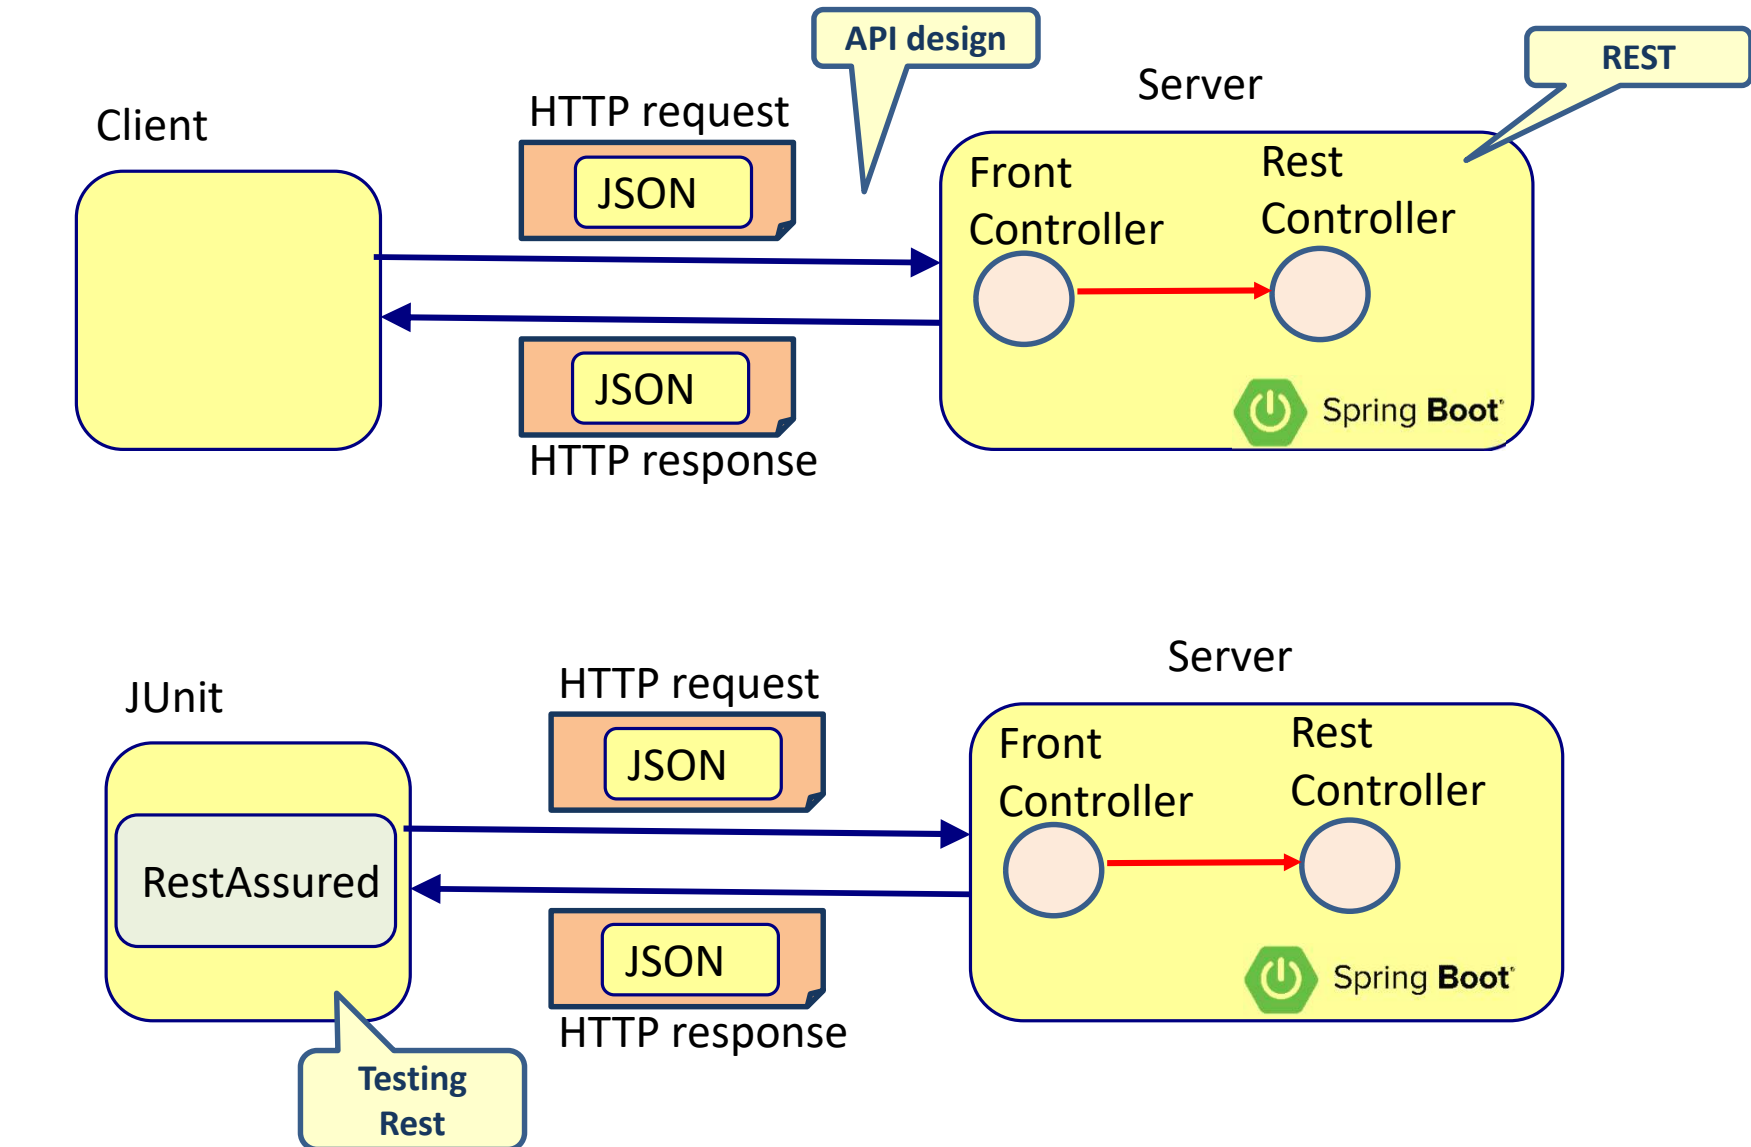 API design
REST
Server
Client
HTTP request
JSON
Front
Controller
Rest
Controller
JSON
Spring Boot
HTTP response
Server
JUnit
HTTP request
JSON
Front
Controller
Rest
Controller
RestAssured
JSON
Spring Boot
HTTP response
Testing
Rest